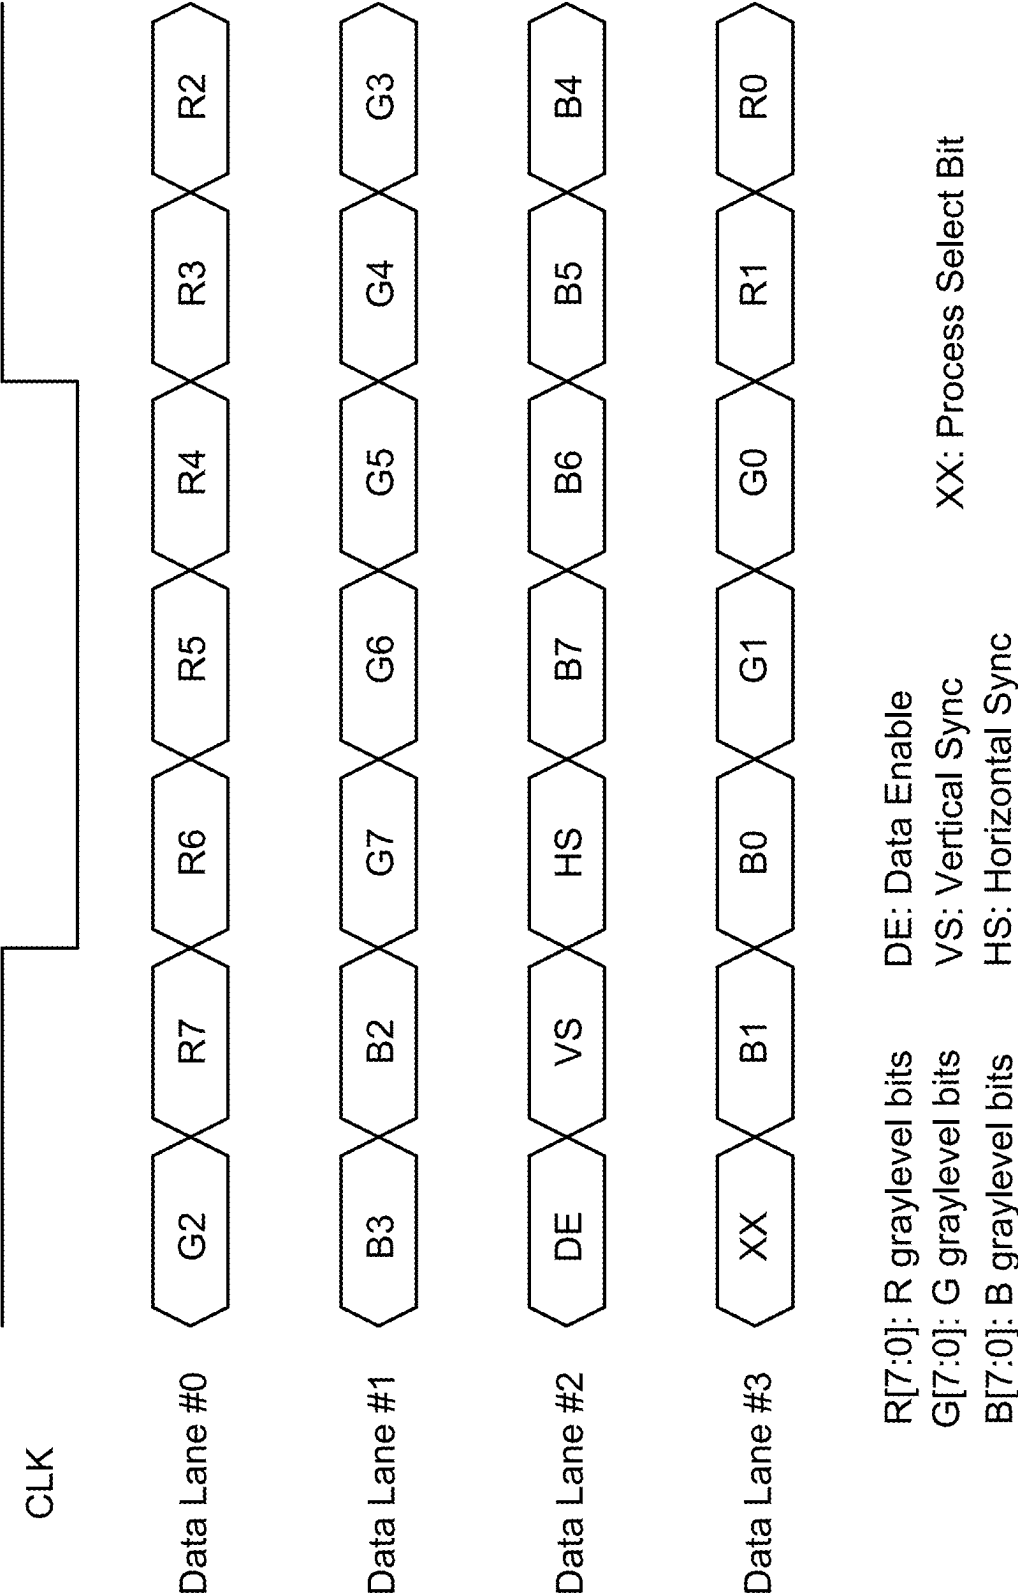 CLK
Data Lane #0 G2 R7 R6 R5 R4 R3 R2
Data Lane #1 B3 B2 G7 G6 G5 G4 G3
Data Lane #2 DE VS HS B7 B6 B5 B4
Data Lane #3 XX B1 B0 G1 G0 R1 R0
R[7:0]: R graylevel bits DE: Data Enable
G[7:0]: G graylevel bits VS: Vertical Sync XX: Process Select Bit
B[7:0]: B graylevel bits HS: Horizontal Sync